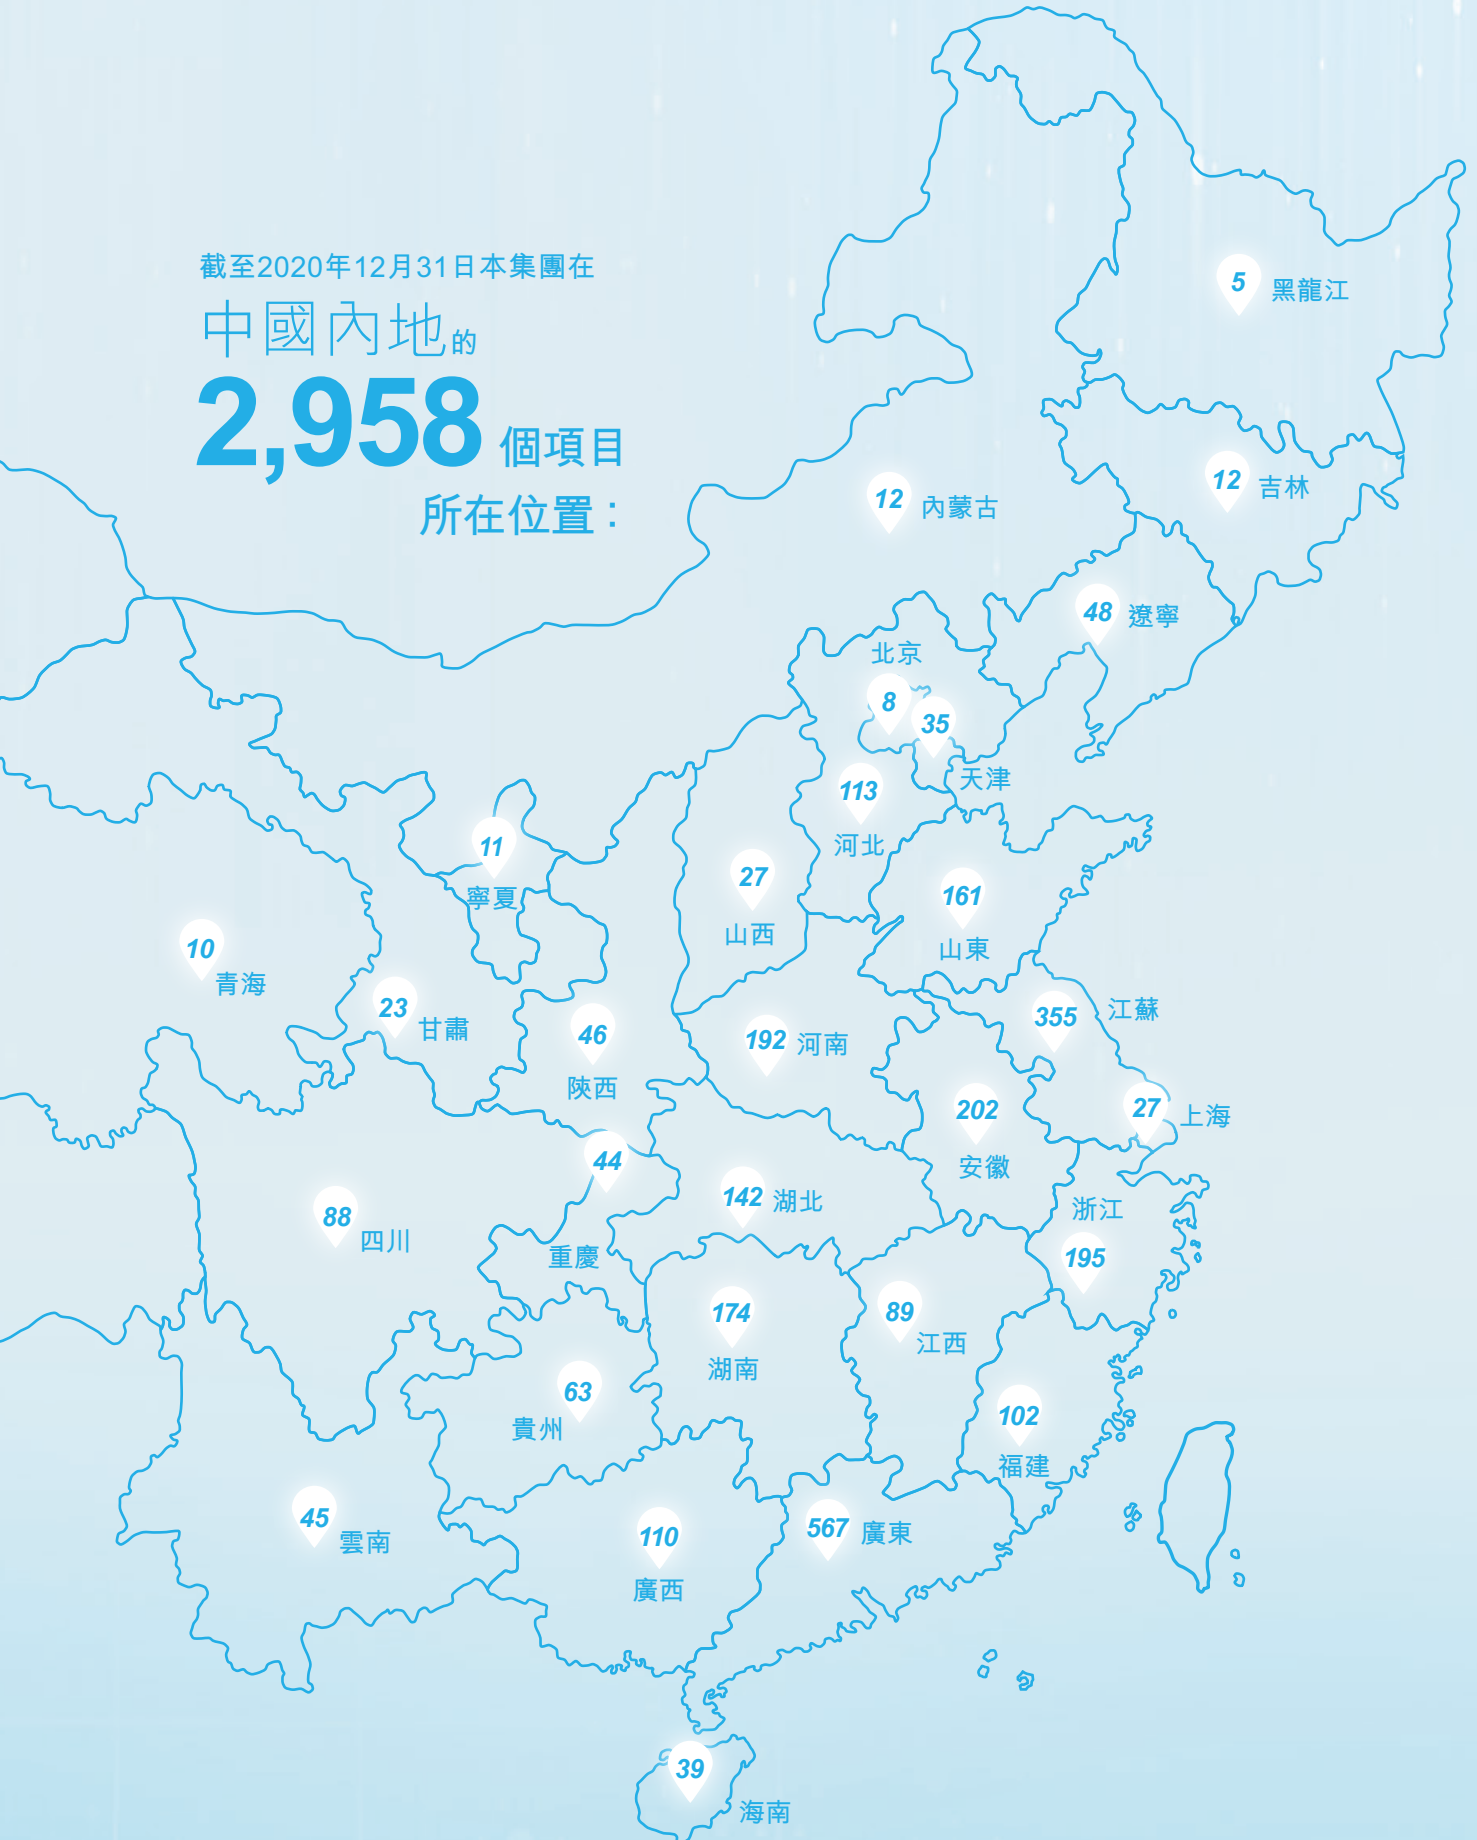 截至2020年12月31日本集團在
中國內地的
2,958 個項目
所在位置：
5 黑龍江
12 吉林
12 內蒙古
48 遼寧
北京
8
35
天津
113
河北
11
寧夏
27
山西
161
山東
10
青海
23
甘肅
46
陝西
192 河南
355 江蘇
202
安徽
27 上海
44
重慶
142 湖北
88
四川
浙江
195
174
湖南
89
江西
63
貴州
102
福建
45
雲南
110
廣西
567 廣東
39
海南